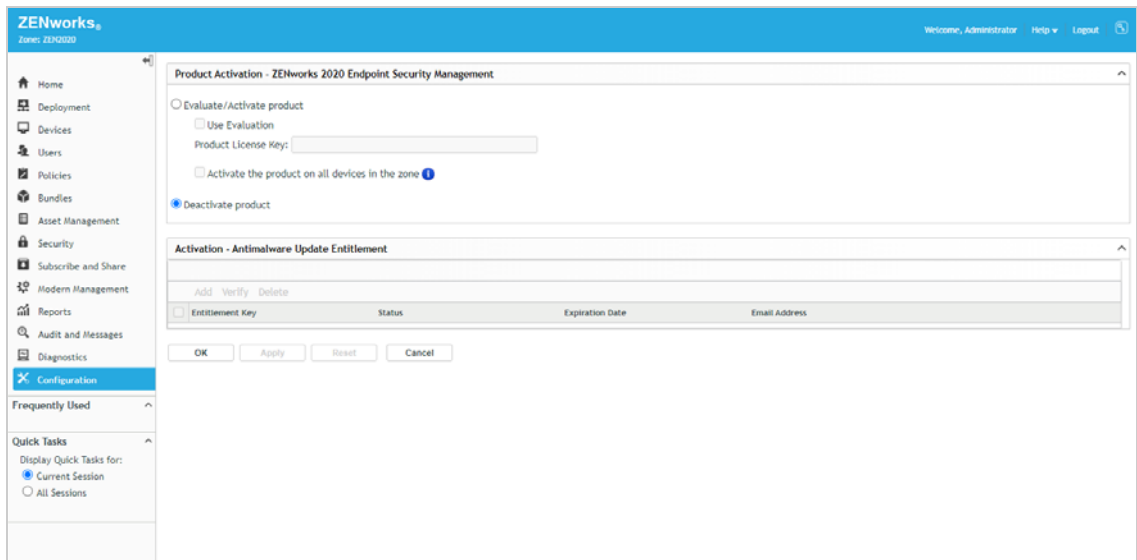 ZENworks®
Zone: ZEN2020
Welcome, Administrator Help Logout
Home
Deployment
Devices
Users
Policies
Bundles
Asset Management
Security
Subscribe and Share
Modern Management
Reports
Audit and Messages
Diagnostics
Configuration
Frequently Used
Quick Tasks
Display Quick Tasks for:
Current Session
All Sessions
Product Activation - ZENworks 2020 Endpoint Security Management
Evaluate/Activate product
Use Evaluation
Product License Key:
Activate the product on all devices in the zone
Deactivate product
Activation - Antimalware Update Entitlement
Add Verify Delete
Entitlement Key Status Expiration Date Email Address
OK Apply Reset Cancel